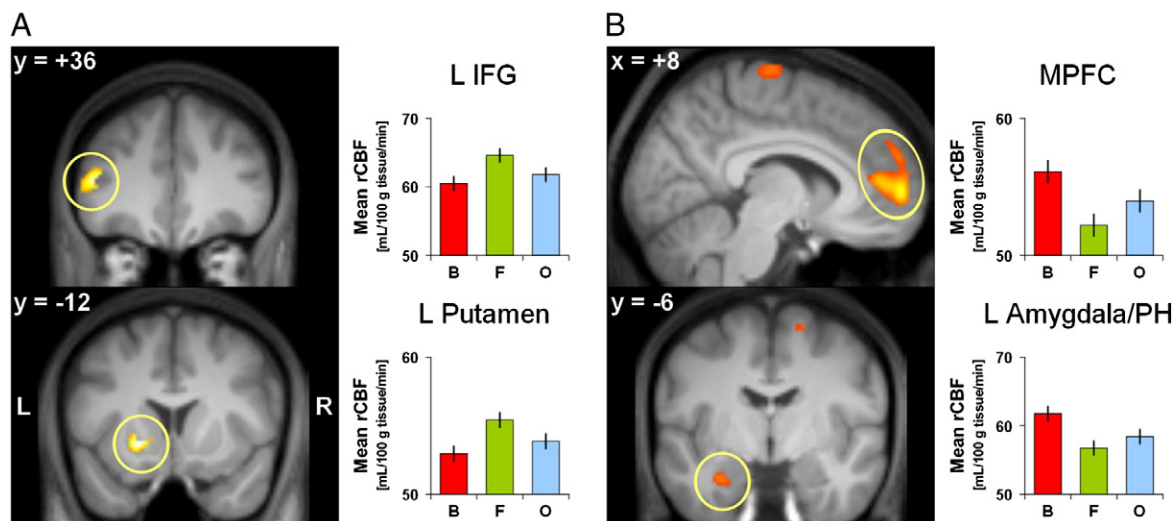 A
y = +36
L IFG
Mean rCBF
[mL/100 g tissue/min]
70
60
50
B F O
y = -12
L
R
L Putamen
Mean rCBF
[mL/100 g tissue/min]
60
50
B F O
B
x = +8
MPFC
Mean rCBF
[mL/100 g tissue/min]
60
50
B F O
y = -6
L Amygdala/PH
Mean rCBF
[mL/100 g tissue/min]
70
60
50
B F O